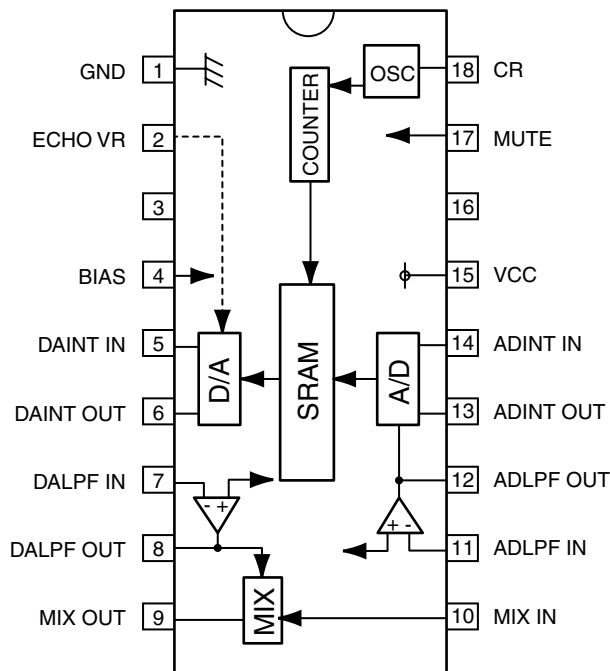 GND 1 OSC 18 CR
COUNTER
ECHO VR 2 17 MUTE
3 16
BIAS 4 15 VCC
DAINT IN 5 14 ADINT IN
D/A SRAM A/D
DAINT OUT 6 13 ADINT OUT
DALPF IN 7 12 ADLPF OUT
- + + -
DALPF OUT 8 11 ADLPF IN
MIX OUT 9 MIX 10 MIX IN